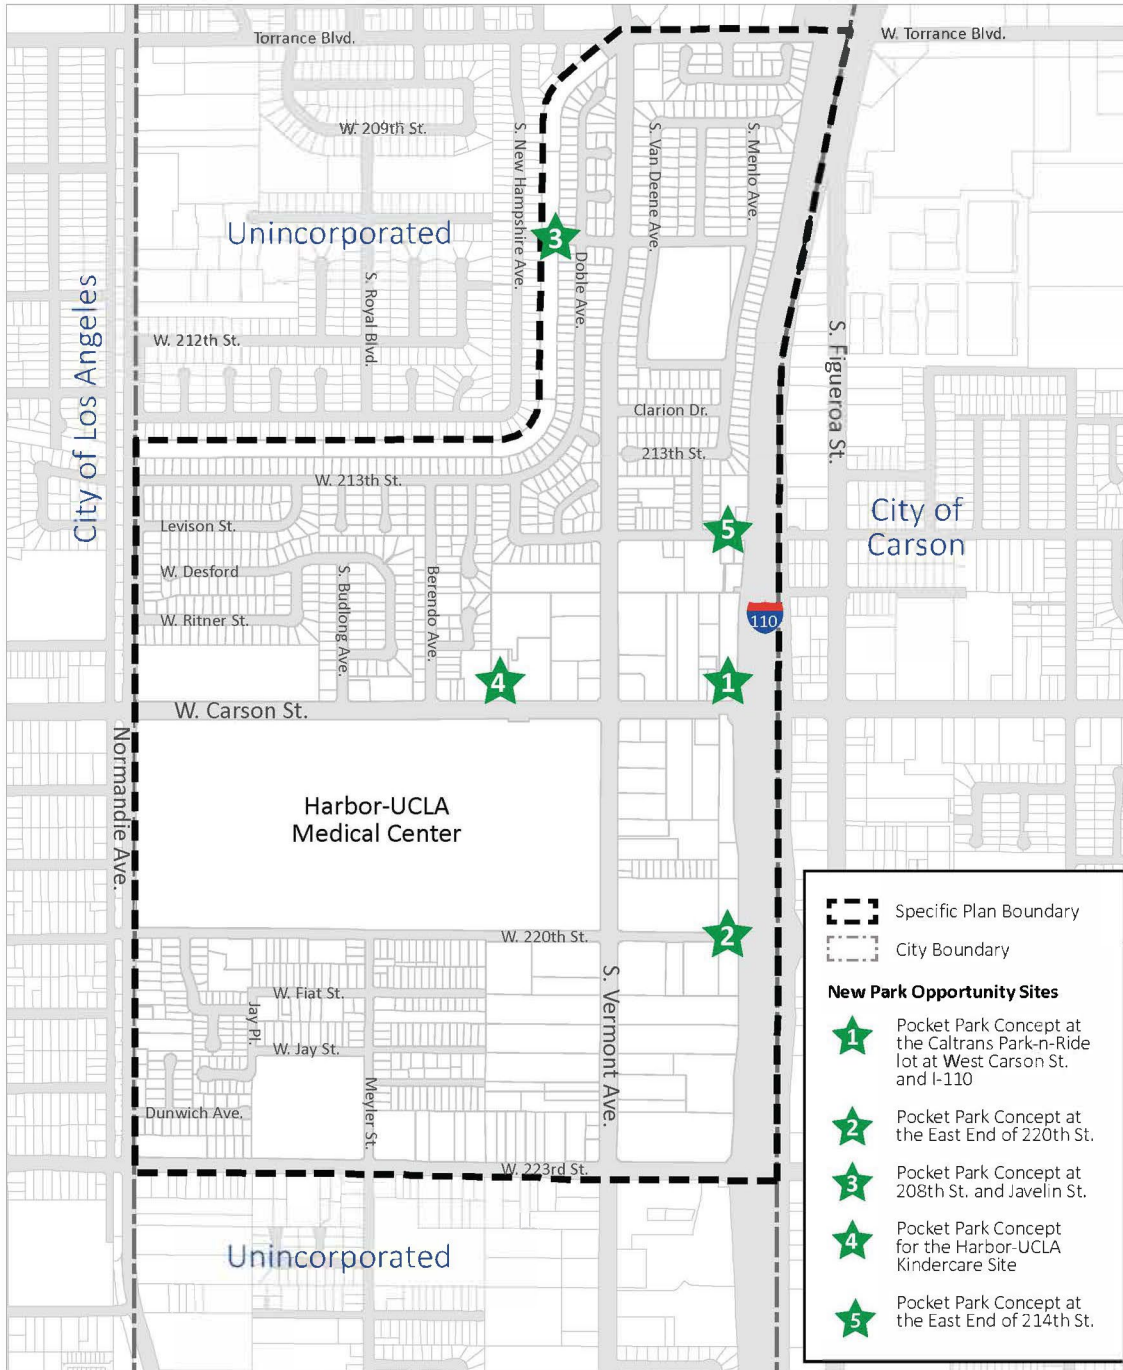 Torrance Blvd.
W. Torrance Blvd.
W. 209th St.
S. New Hampshire Ave.
S. Van Deene Ave.
S. Menlo Ave.
Unincorporated
3
Doble Ave.
S. Royal Blvd.
City of Los Angeles
W. 212th St.
S. Figueroa St.
Clarion Dr.
213th St.
W. 213th St.
Levison St.
5
City of
Carson
W. Desford
S. Budlong Ave.
Berendo Ave.
W. Ritner St.
110
4
1
W. Carson St.
Normandie Ave.
Harbor-UCLA
Medical Center
W. 220th St.
2
S. Vermont Ave.
W. Fiat St.
Jay Pl.
W. Jay St.
Meyler St.
Dunwich Ave.
W. 223rd St.
Unincorporated
Specific Plan Boundary
City Boundary
New Park Opportunity Sites
1
Pocket Park Concept at
the Caltrans Park-n-Ride
lot at West Carson St.
and I-110
2
Pocket Park Concept at
the East End of 220th St.
3
Pocket Park Concept at
208th St. and Javelin St.
4
Pocket Park Concept
for the Harbor-UCLA
Kindercare Site
5
Pocket Park Concept at
the East End of 214th St.